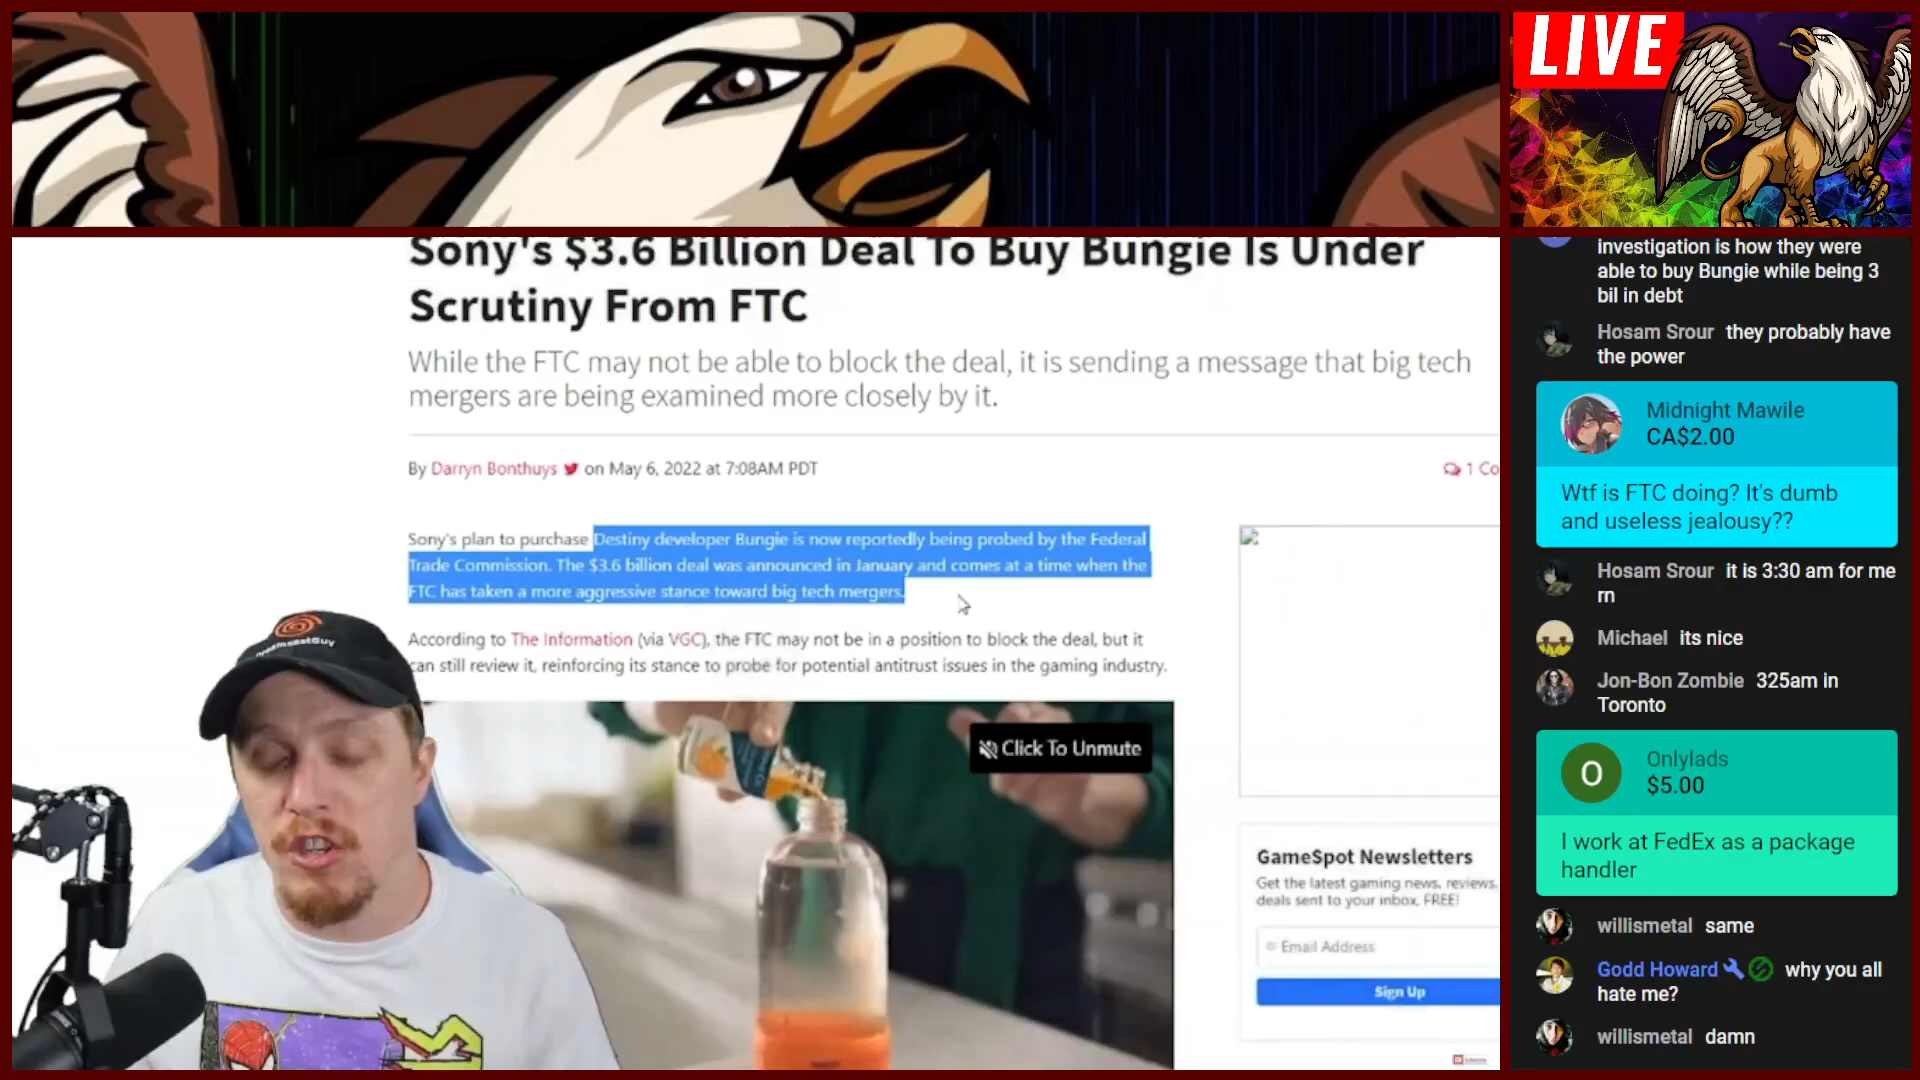 LIVE
Sony's $3.6 Billion Deal To Buy Bungie Is Under
Scrutiny From FTC
While the FTC may not be able to block the deal, it is sending a message that big tech
mergers are being examined more closely by it.
By Darryn Bonthuys on May 6, 2022 at 7:08AM PDT
1 Co
Sony's plan to purchase Destiny developer Bungie is now reportedly being probed by the Federal
Trade Commission. The $3.6 billion deal was announced in January and comes at a time when the
FTC has taken a more aggressive stance toward big tech mergers.
According to The Information (via VGC), the FTC may not be in a position to block the deal, but it
can still review it, reinforcing its stance to probe for potential antitrust issues in the gaming industry.
Click To Unmute
GameSpot Newsletters
Get the latest gaming news, reviews,
deals sent to your inbox, FREE!
Email Address
Sign Up
investigation is how they were
able to buy Bungie while being 3
bil in debt
Hosam Srour they probably have
the power
Midnight Mawile
CA$2.00
Wtf is FTC doing? It's dumb
and useless jealousy??
Hosam Srour it is 3:30 am for me
rn
Michael its nice
Jon-Bon Zombie 325am in
Toronto
O
Onlylads
$5.00
I work at FedEx as a package
handler
willismetal same
Godd Howard why you all
hate me?
willismetal damn